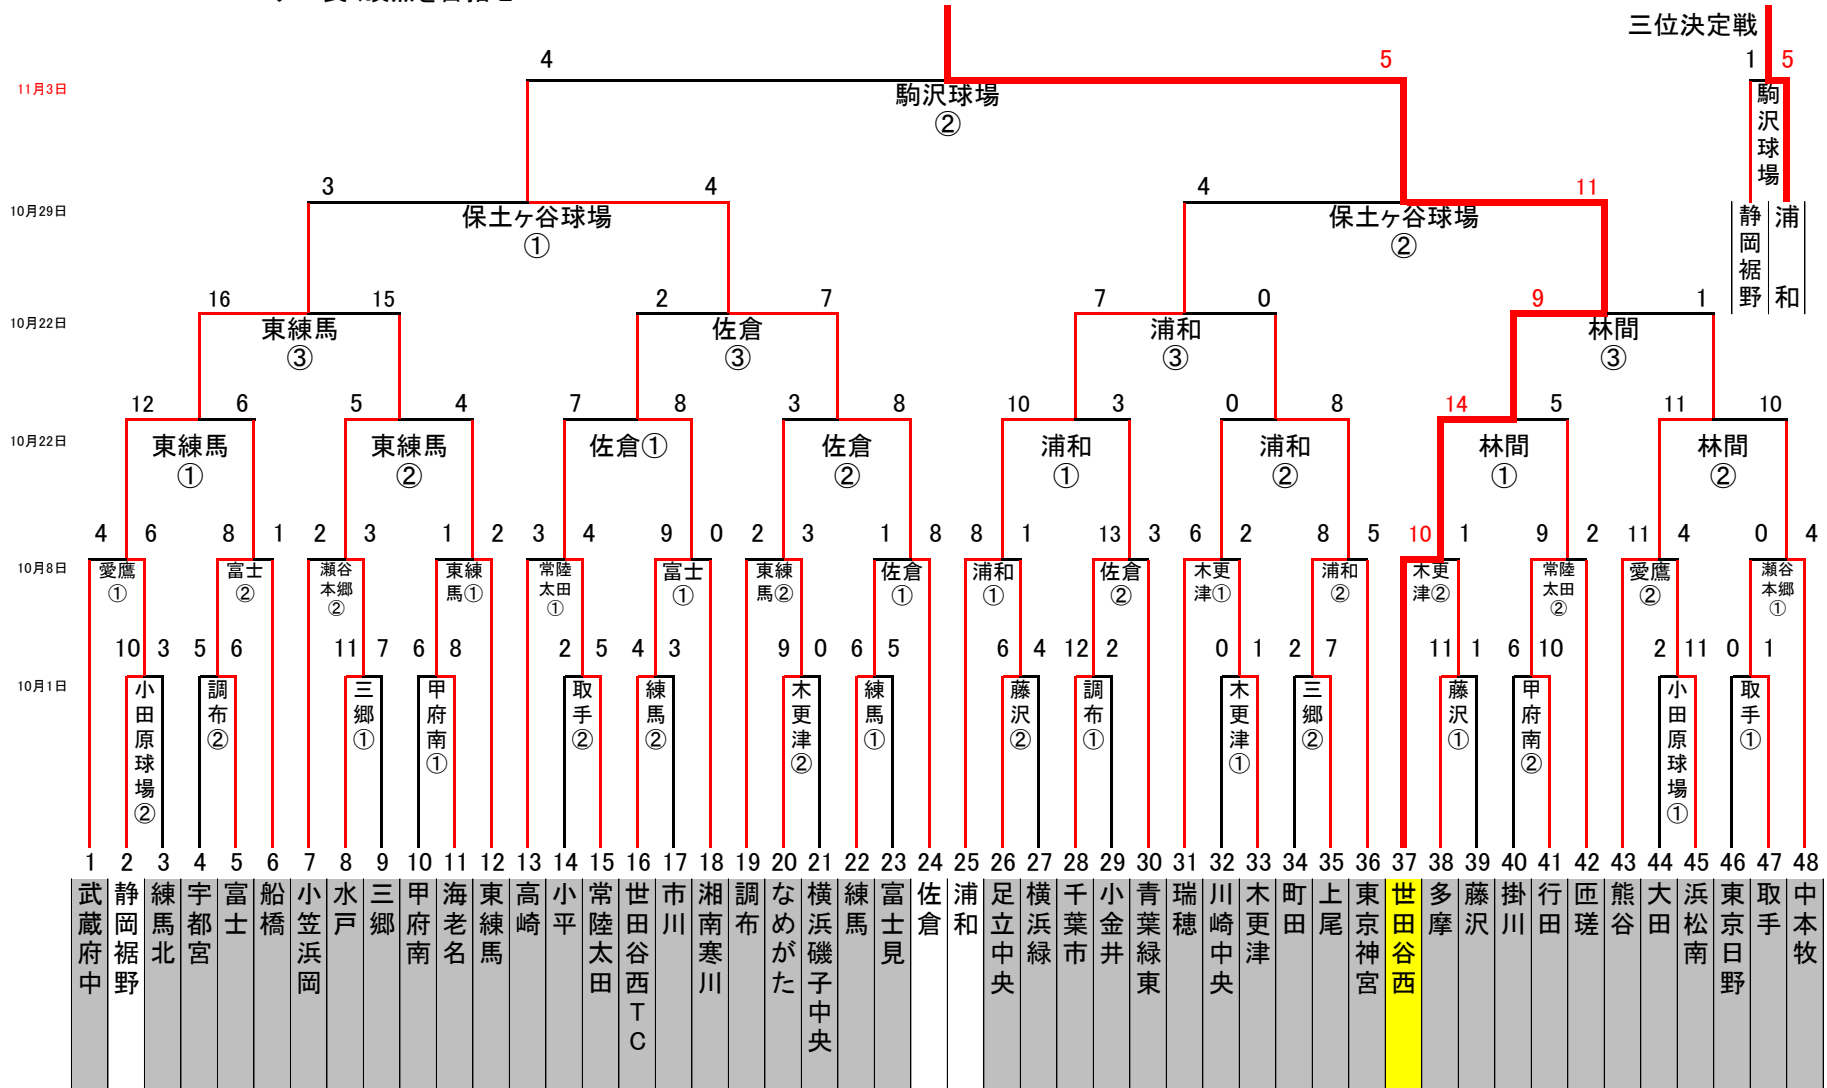 三位決定戦
4 5 1 5
11月3日
駒沢球場
②
駒沢球場
3 4 4 11
10月29日
保土ヶ谷球場
①
保土ヶ谷球場
②
静岡裾野
浦和
16 15 2 7 7 0 9 1
10月22日
東練馬
③
佐倉
③
浦和
③
林間
③
12 6 5 4 7 8 3 8 10 3 0 8 14 5 11 10
10月22日
東練馬
①
東練馬
②
佐倉①
佐倉
②
浦和
①
浦和
②
林間
①
林間
②
4 6 8 1 2 3 1 2 3 4 9 0 2 3 1 8 8 1 13 3 6 2 8 5 10 1 9 2 11 4 0 4
10月8日
愛鷹
①
富士
②
瀬谷
本郷
②
東練
馬①
常陸
太田
①
富士
①
東練
馬②
佐倉
①
浦和
①
佐倉
②
木更
津①
浦和
②
木更
津②
常陸
太田
②
愛鷹
②
瀬谷
本郷
①
10 3 5 6 11 7 6 8 2 5 4 3 9 0 6 5 6 4 12 2 0 1 2 7 11 1 6 10 2 11 0 1
10月1日
小田原球場②
調布②
三郷①
甲府南①
取手②
練馬②
木更津②
練馬①
藤沢②
調布①
木更津①
三郷②
藤沢①
甲府南②
小田原球場①
取手①
1 2 3 4 5 6 7 8 9 10 11 12 13 14 15 16 17 18 19 20 21 22 23 24 25 26 27 28 29 30 31 32 33 34 35 36 37 38 39 40 41 42 43 44 45 46 47 48
武蔵府中
静岡裾野
練馬北
宇都宮
富士
船橋
小笠浜岡
水戸
三郷
甲府南
海老名
東練馬
高崎
小平
常陸太田
世田谷西TC
市川
湘南寒川
調布
なめがた
横浜磯子中央
練馬
富士見
佐倉
浦和
足立中央
横浜緑
千葉市
小金井
青葉緑東
瑞穂
川崎中央
木更津
町田
上尾
東京神宮
世田谷西
多摩
藤沢
掛川
行田
匝瑳
熊谷
大田
浜松南
東京日野
取手
中本牧